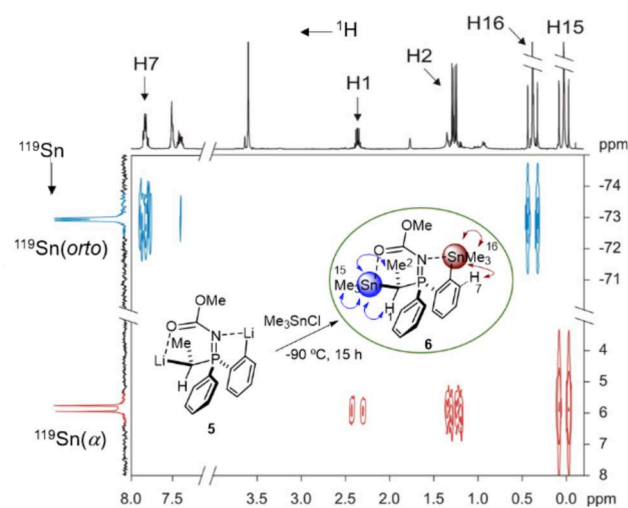 ¹H
H16
H15
H7
H1
H2
ppm
ppm
¹¹⁹Sn
¹¹⁹Sn(orto)
-74
-73
-72
-71
OMe
O
N
Me²
15
Me₃Sn
P
H
SnMe₃
16
H
7
6
OMe
O
N
Li
Me
Li
P
H
5
Me₃SnCl
-90 ºC, 15 h
¹¹⁹Sn(α)
4
5
6
7
8
8.0 7.5 3.5 3.0 2.5 2.0 1.5 1.0 0.5 0.0